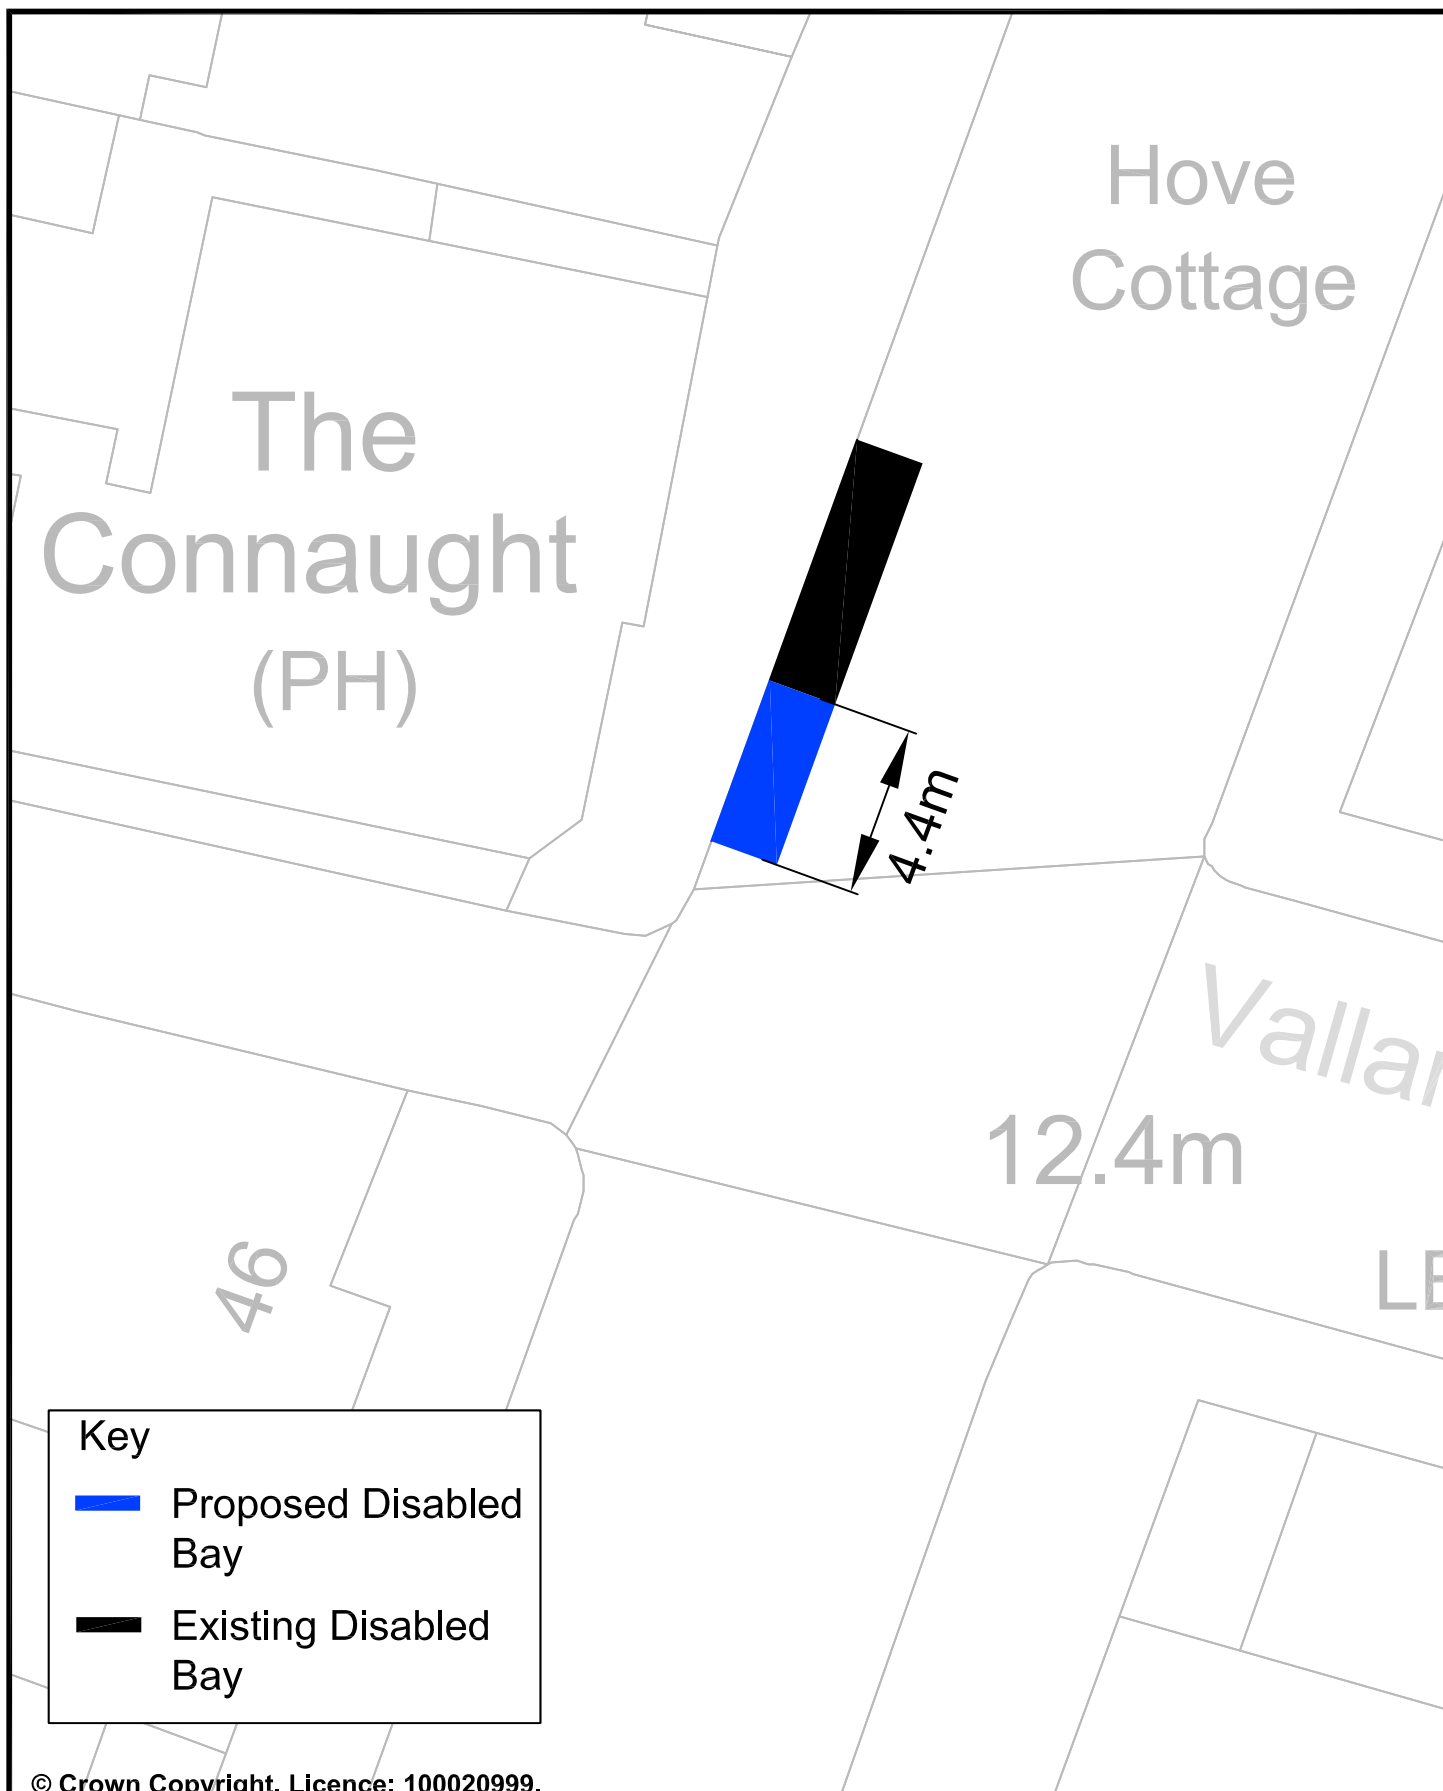 Hove
Cottage
The
Connaught
(PH)
4.4m
12.4m
46
Key
Proposed Disabled
Bay
Existing Disabled
Bay
© Crown Copyright. Licence: 100020999.